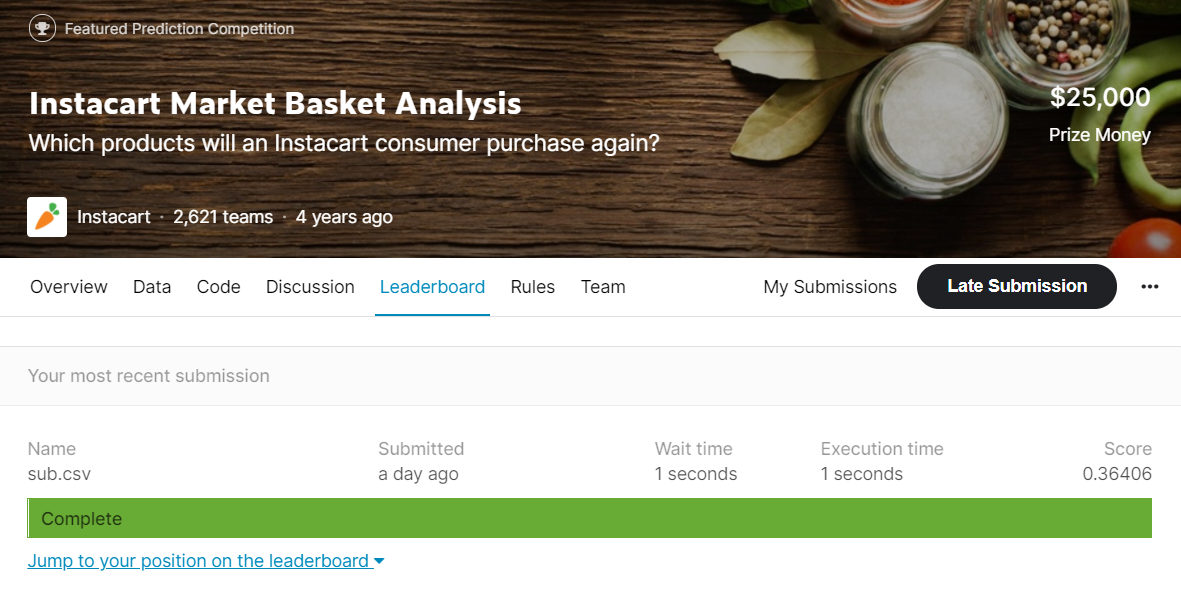 Featured Prediction Competition
Instacart Market Basket Analysis
$25,000
Which products will an Instacart consumer purchase again?
Prize Money
Instacart · 2,621 teams · 4 years ago
Overview Data Code Discussion Leaderboard Rules Team My Submissions Late Submission ···
Your most recent submission
Name Submitted Wait time Execution time Score
sub.csv a day ago 1 seconds 1 seconds 0.36406
Complete
Jump to your position on the leaderboard